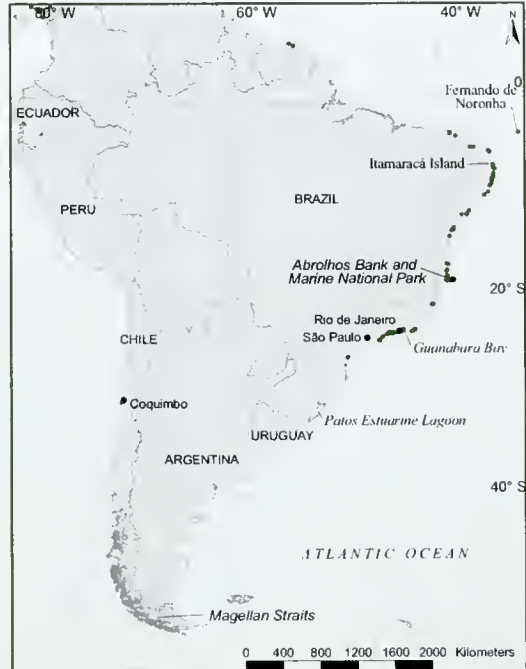 80° W
60° W
40° W
N
0
Fernando de
Noronha
ECUADOR
Itamaracá Island
BRAZIL
PERU
Abrolhos Bank and
Marine National Park
20° S
Rio de Janeiro
São Paulo
CHILE
Guanabara Bay
Coquimbo
Patos Estuarine Lagoon
URUGUAY
ARGENTINA
40° S
ATLANTIC OCEAN
Magellan Straits
0 400 800 1200 1600 2000 Kilometers